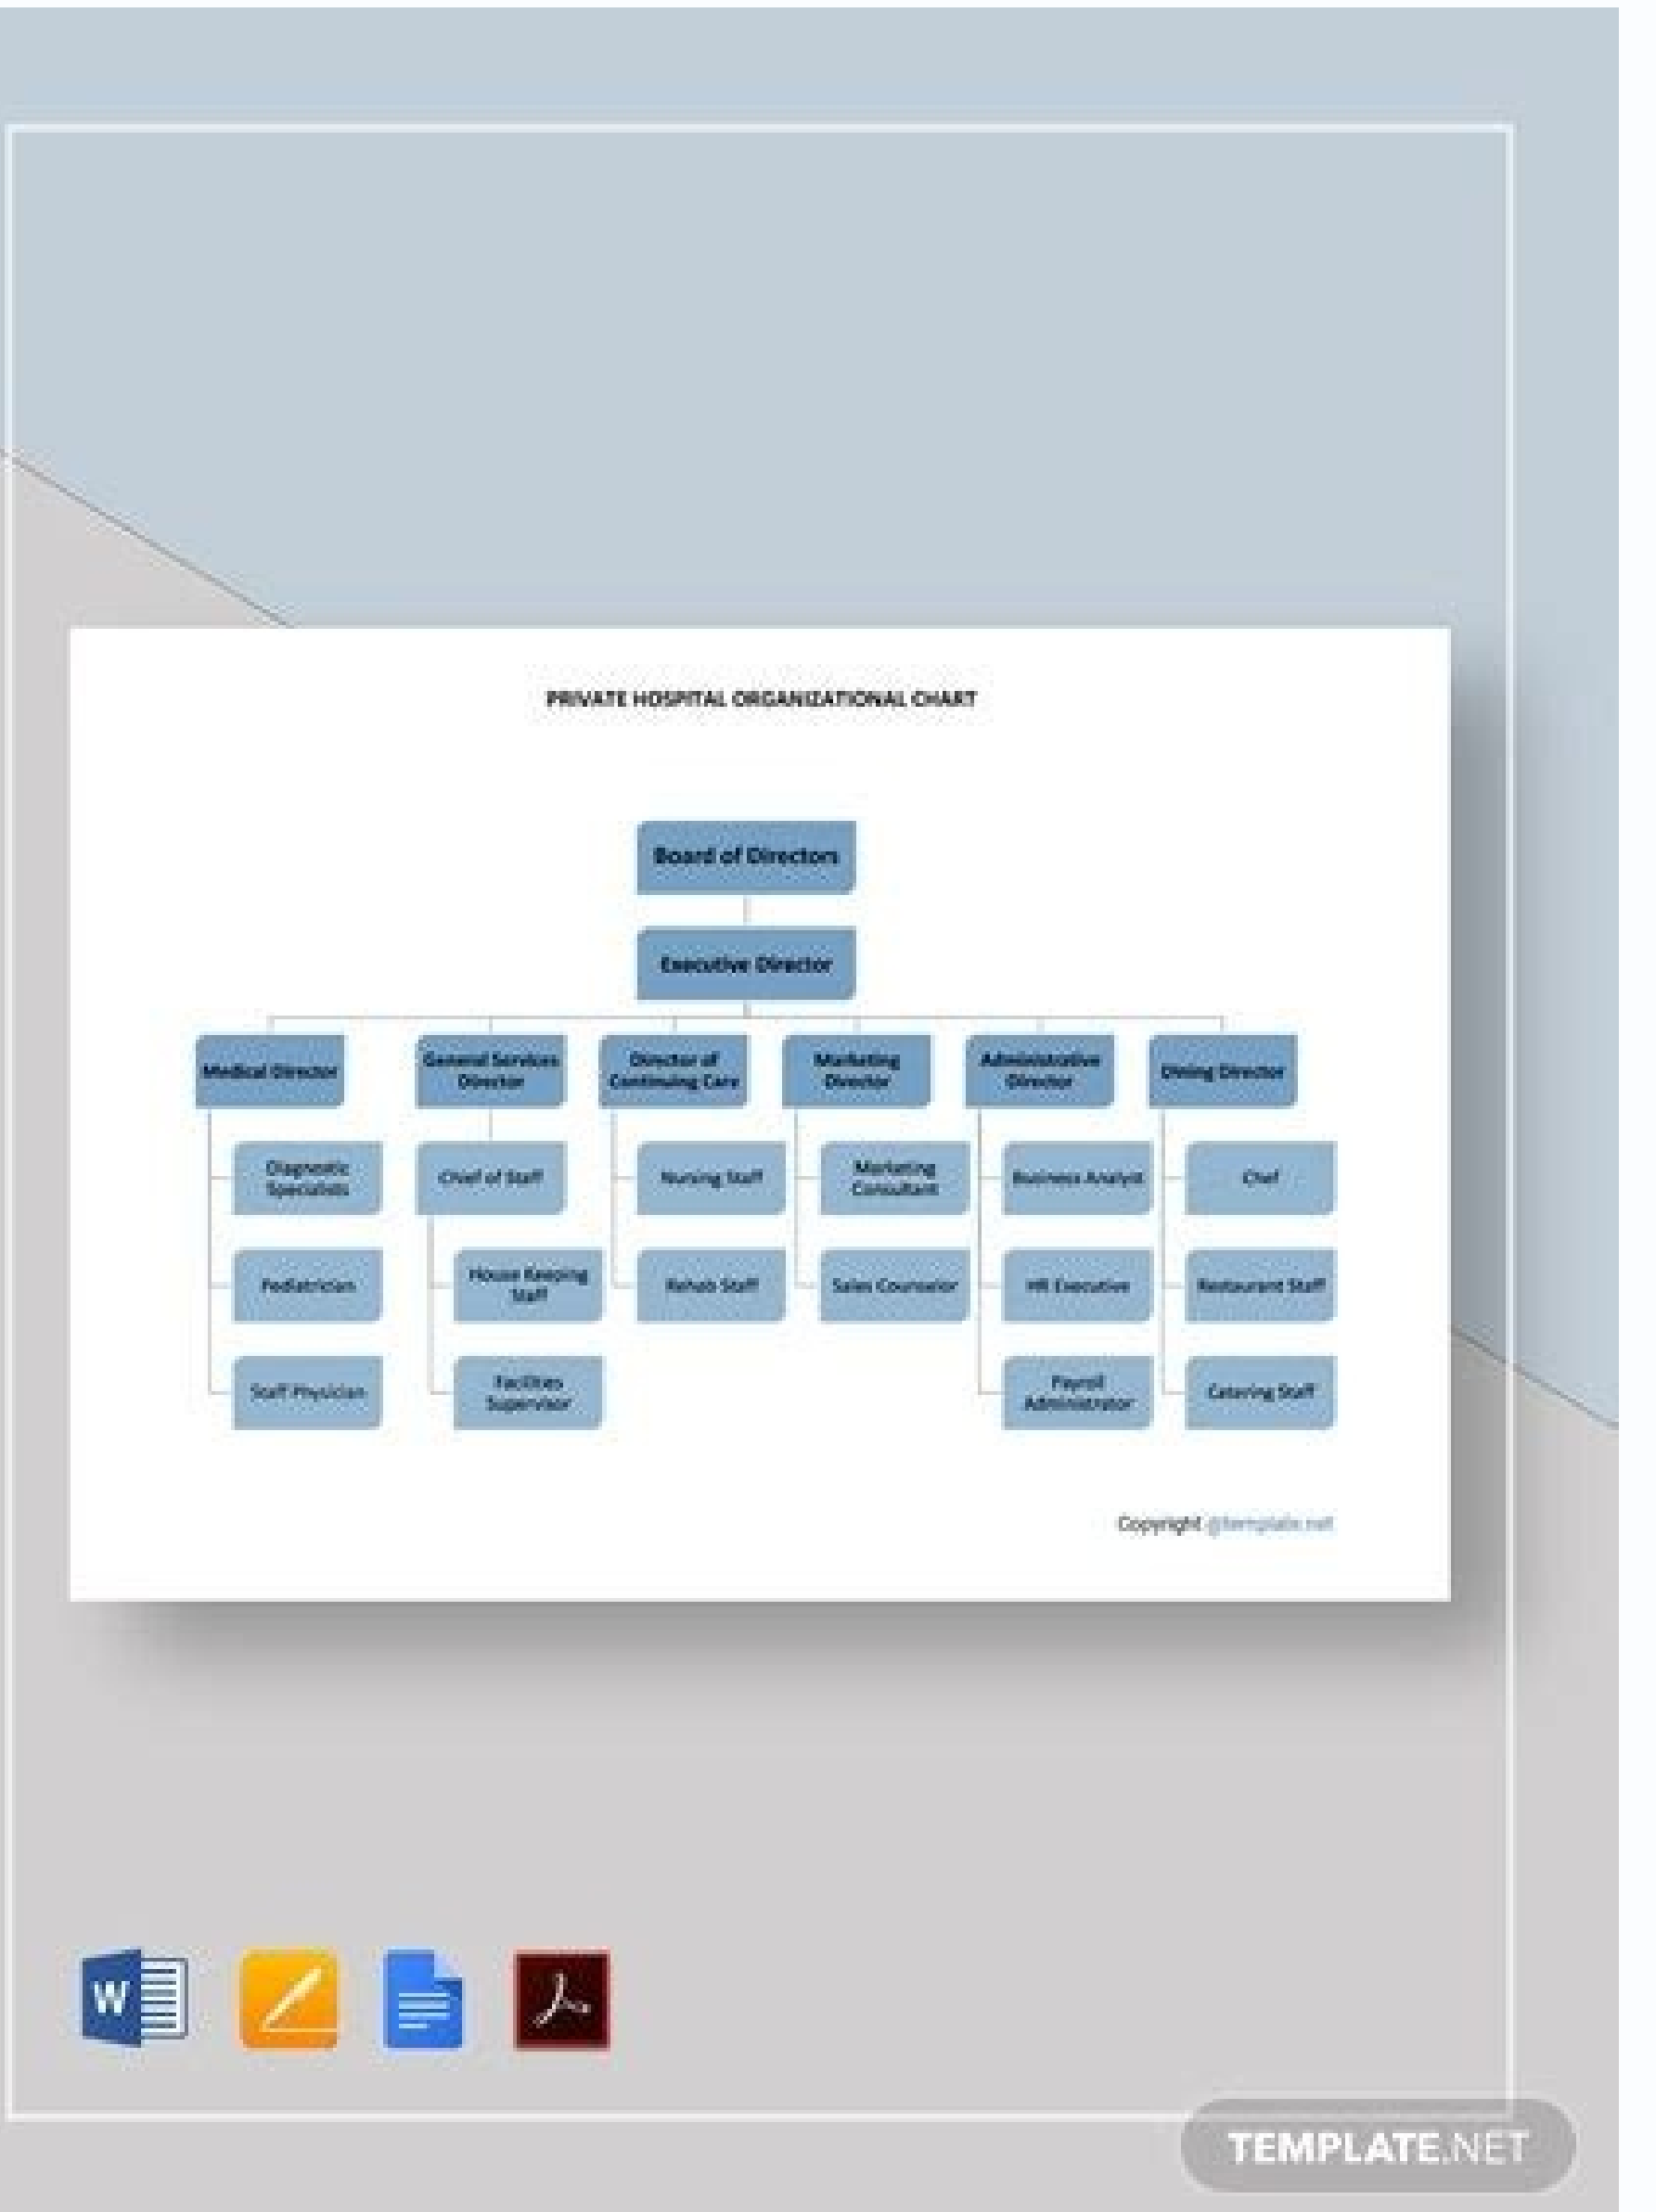 PRIVATE HOSPITAL ORGANIZATIONAL CHART
Board of Directors
Executive Director
Medical Director
General Services
Director
Director of
Continuing Care
Marketing
Director
Administrative
Director
Dining Director
Diagnostic
Specialists
Chief of Staff
Nursing Staff
Marketing
Consultant
Business Analyst
Chef
Pediatrician
House Keeping
Staff
Rehab Staff
Sales Counselor
HR Executive
Restaurant Staff
Staff Physician
Facilities
Supervisor
Payroll
Administrator
Catering Staff
Copyright @template.net
W
TEMPLATE.NET